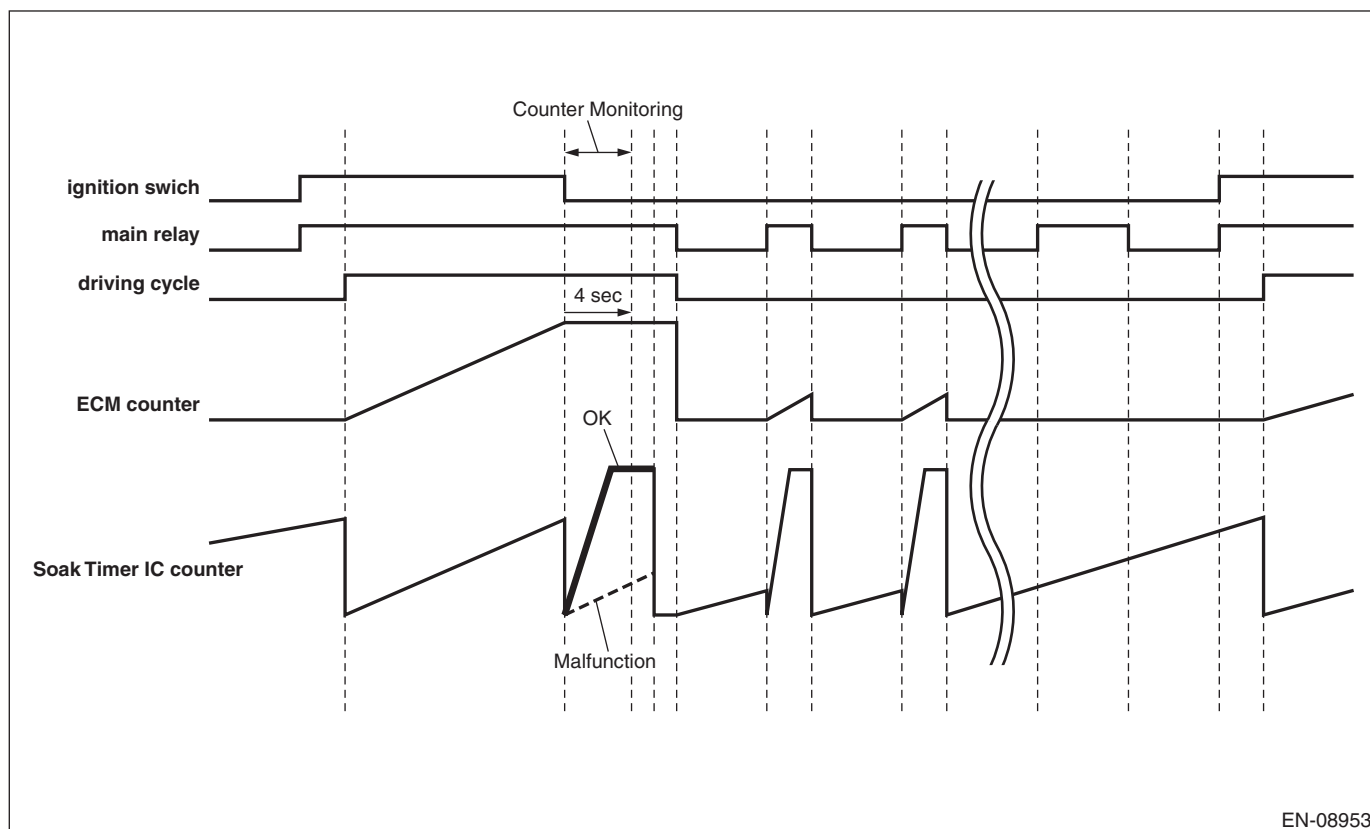 Counter Monitoring
ignition swich
main relay
driving cycle
4 sec
ECM counter
OK
Soak Timer IC counter
Malfunction
EN-08953